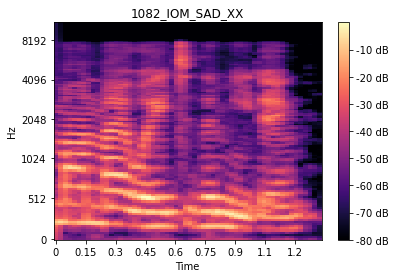 1082_IOM_SAD_XX
8192
4096
2048
1024
512
0
Hz
0 0.15 0.3 0.45 0.6 0.75 0.9 1.1 1.2
Time
-10 dB
-20 dB
-30 dB
-40 dB
-50 dB
-60 dB
-70 dB
-80 dB